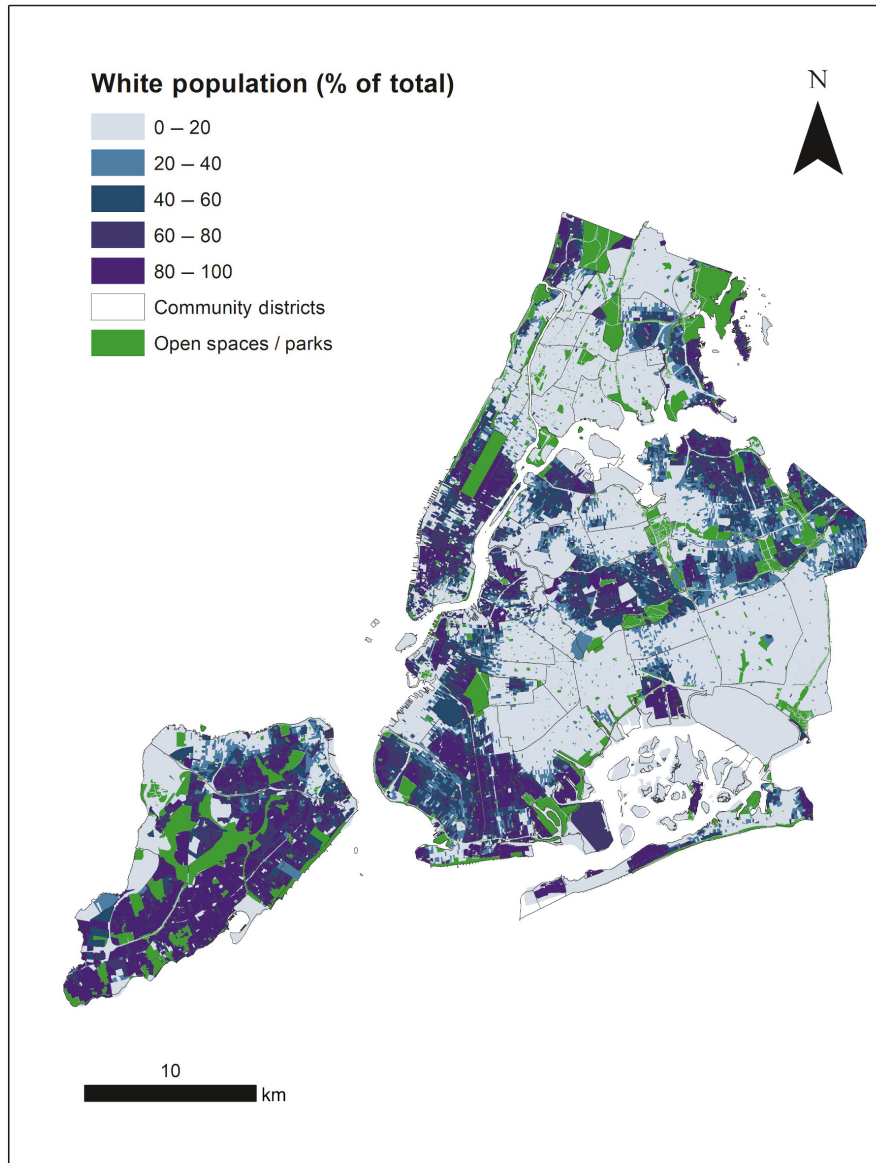 White population (% of total)
N
0 – 20
20 – 40
40 – 60
60 – 80
80 – 100
Community districts
Open spaces / parks
10
km